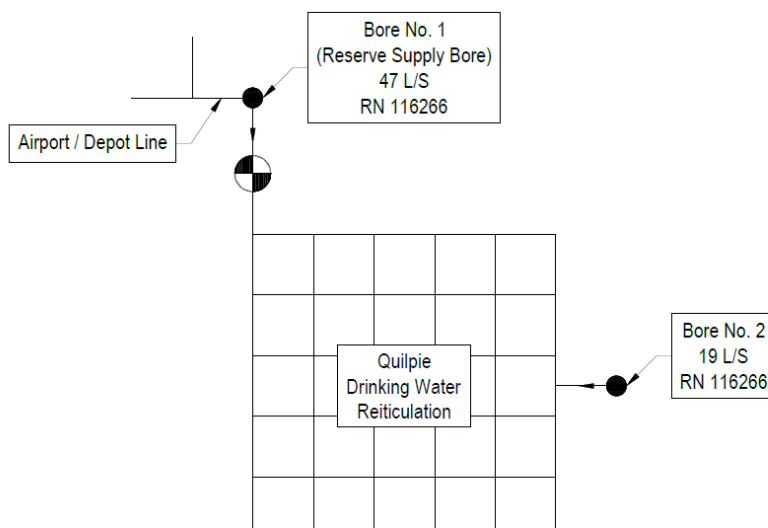 Bore No. 1
(Reserve Supply Bore)
47 L/S
RN 116266
Airport / Depot Line
Quilpie
Drinking Water
Reiticulation
Bore No. 2
19 L/S
RN 116266